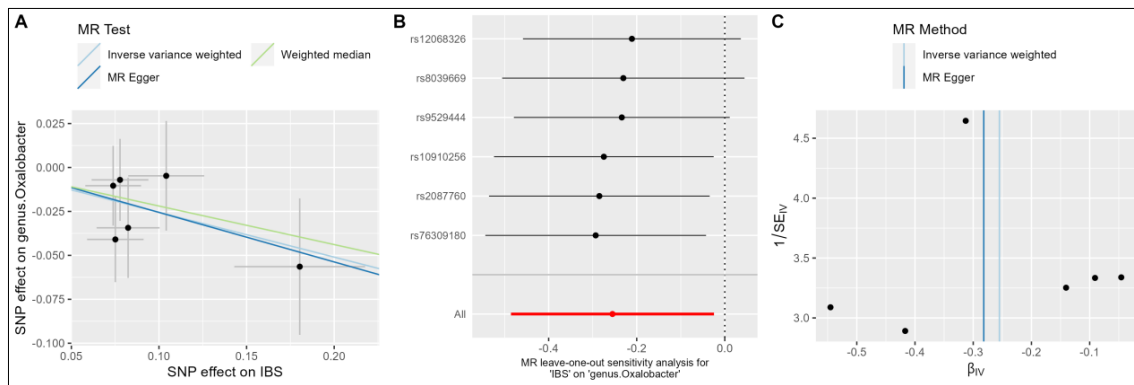 A
MR Test
Inverse variance weighted
Weighted median
MR Egger
SNP effect on genus.Oxalobacter
0.025
0.000
-0.025
-0.050
-0.075
-0.100
0.05
0.10
0.15
0.20
SNP effect on IBS
B
rs12068326
rs8039669
rs9529444
rs10910256
rs2087760
rs76309180
All
-0.4
-0.2
0.0
MR leave-one-out sensitivity analysis for
'IBS' on 'genus.Oxalobacter'
C
MR Method
Inverse variance weighted
MR Egger
1/SEIV
4.5
4.0
3.5
3.0
-0.5
-0.4
-0.3
-0.2
-0.1
βIV